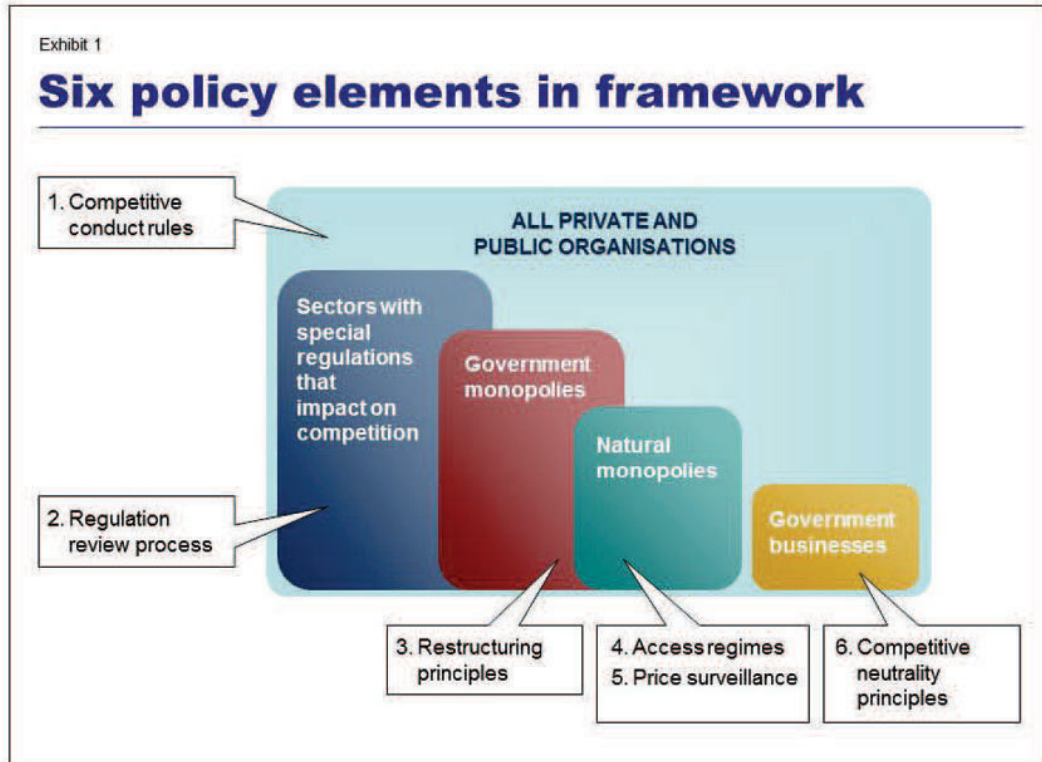 Exhibit 1
Six policy elements in framework
1. Competitive
conduct rules
ALL PRIVATE AND
PUBLIC ORGANISATIONS
Sectors with
special
regulations
that
impact on
competition
Government
monopolies
Natural
monopolies
Government
businesses
2. Regulation
review process
3. Restructuring
principles
4. Access regimes
5. Price surveillance
6. Competitive
neutrality
principles